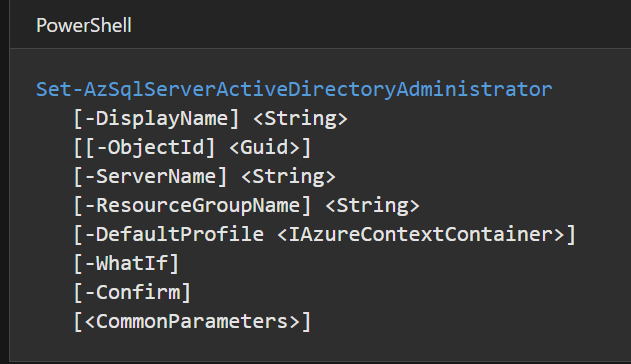 PowerShell
Set-AzSqlServerActiveDirectoryAdministrator
[-DisplayName] <String>
[[-ObjectId] <Guid>]
[-ServerName] <String>
[-ResourceGroupName] <String>
[-DefaultProfile <IAzureContextContainer>]
[-WhatIf]
[-Confirm]
[<CommonParameters>]